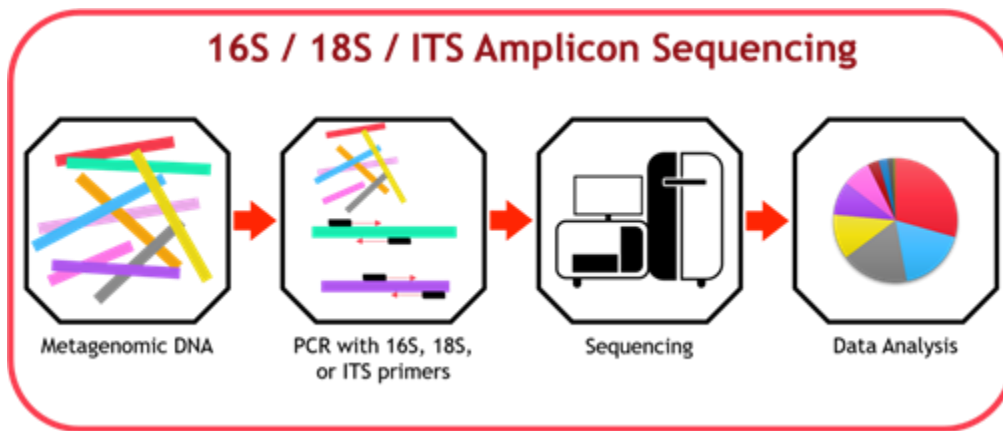 16S / 18S / ITS Amplicon Sequencing
Metagenomic DNA
PCR with 16S, 18S,
or ITS primers
Sequencing
Data Analysis